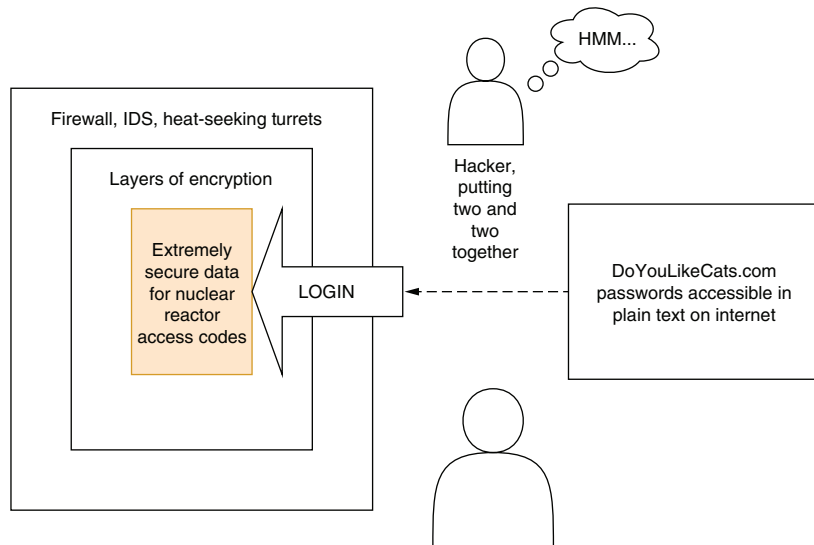 HMM...
Firewall, IDS, heat-seeking turrets
Layers of encryption
Extremely
secure data
for nuclear
reactor
access codes
LOGIN
Hacker,
putting
two and
two
together
DoYouLikeCats.com
passwords accessible in
plain text on internet